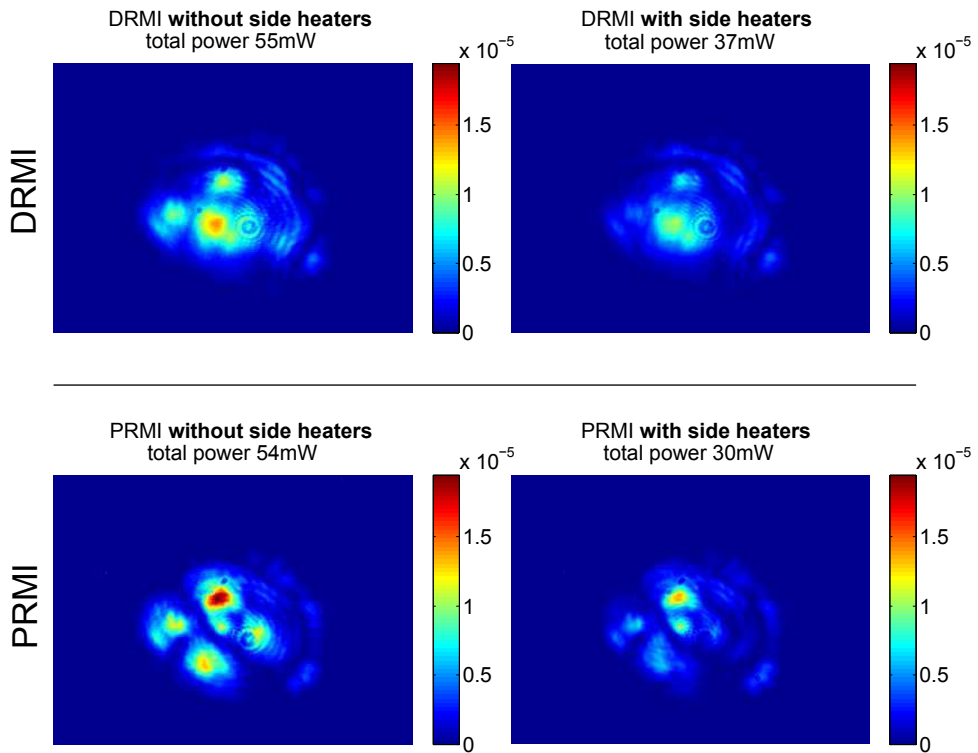 DRMI without side heaters
total power 55mW
DRMI with side heaters
total power 37mW
x 10−5
1.5
1
0.5
0
x 10−5
1.5
1
0.5
0
DRMI
PRMI without side heaters
total power 54mW
PRMI with side heaters
total power 30mW
x 10−5
1.5
1
0.5
0
x 10−5
1.5
1
0.5
0
PRMI